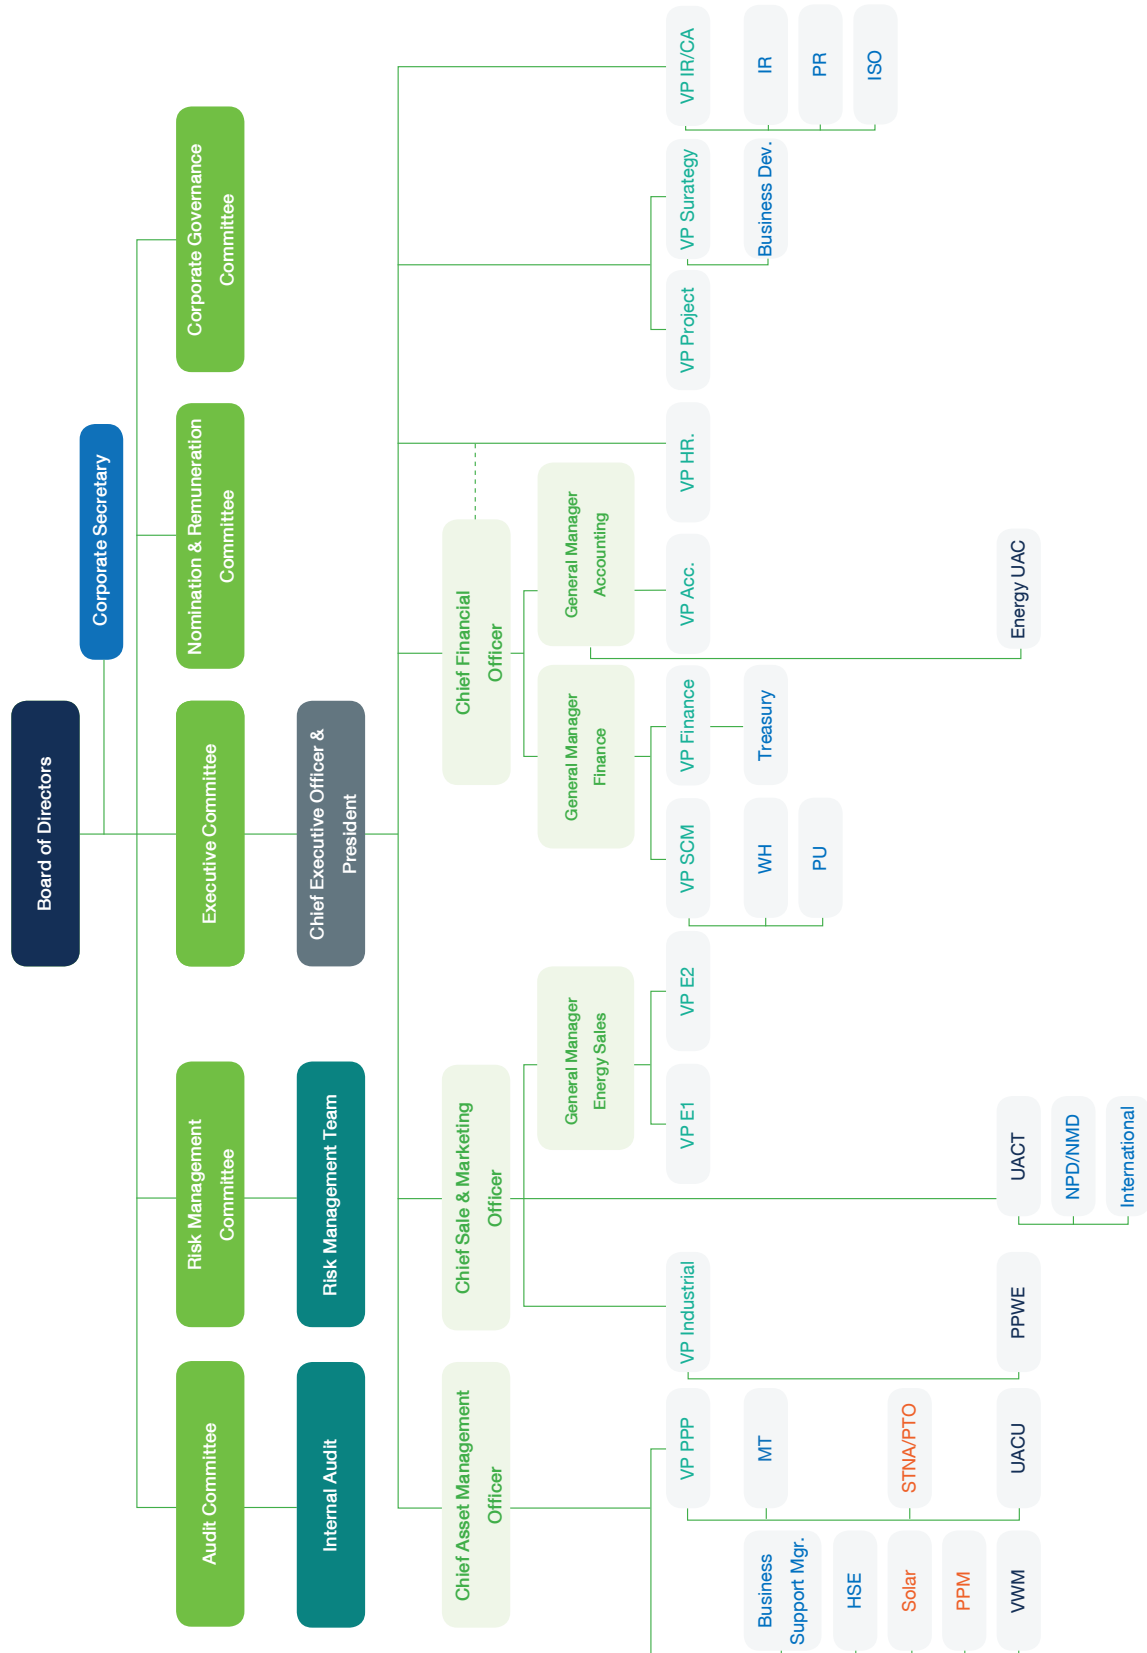 Board of Directors
Corporate Secretary
Audit Committee
Risk Management
Committee
Executive Committee
Nomination & Remuneration
Committee
Corporate Governance
Committee
Internal Audit
Risk Management Team
Chief Executive Officer &
President
Chief Asset Management
Officer
Chief Sale & Marketing
Officer
Chief Financial
Officer
General Manager
Energy Sales
General Manager
Finance
General Manager
Accounting
VP PPP
VP Industrial
VP E1
VP E2
VP SCM
VP Finance
VP Acc.
VP HR.
VP Project
VP Surategy
VP IR/CA
Business
Support Mgr.
MT
WH
Treasury
Business Dev.
IR
PU
PR
HSE
ISO
Solar
STNA/PTO
PPM
VWM
UACU
PPWE
UACT
Energy UAC
NPD/NMD
International